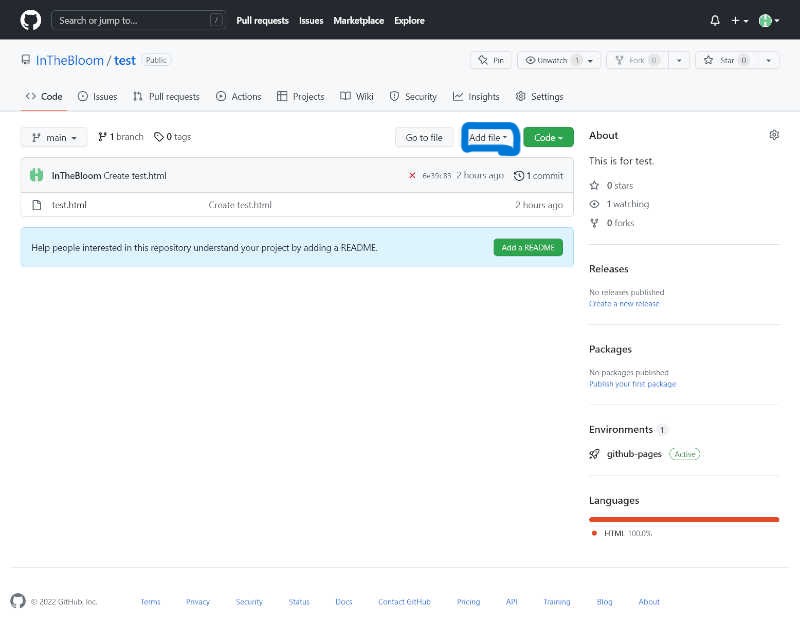 Search or jump to... /
Pull requests Issues Marketplace Explore
InTheBloom / test Public
Pin Unwatch 1 Fork 0 Star 0
Code Issues Pull requests Actions Projects Wiki Security Insights Settings
main 1 branch 0 tags Go to file Add file Code
InTheBloom Create test.html 2 hours ago 1 commit
test.html Create test.html 2 hours ago
Help people interested in this repository understand your project by adding a README. Add a README
About
This is for test.
0 stars
1 watching
0 forks
Releases
No releases published
Create a new release
Packages
No packages published
Publish your first package
Environments 1
github-pages Active
Languages
HTML 100.0%
© 2022 GitHub, Inc. Terms Privacy Security Status Docs Contact GitHub Pricing API Training Blog About